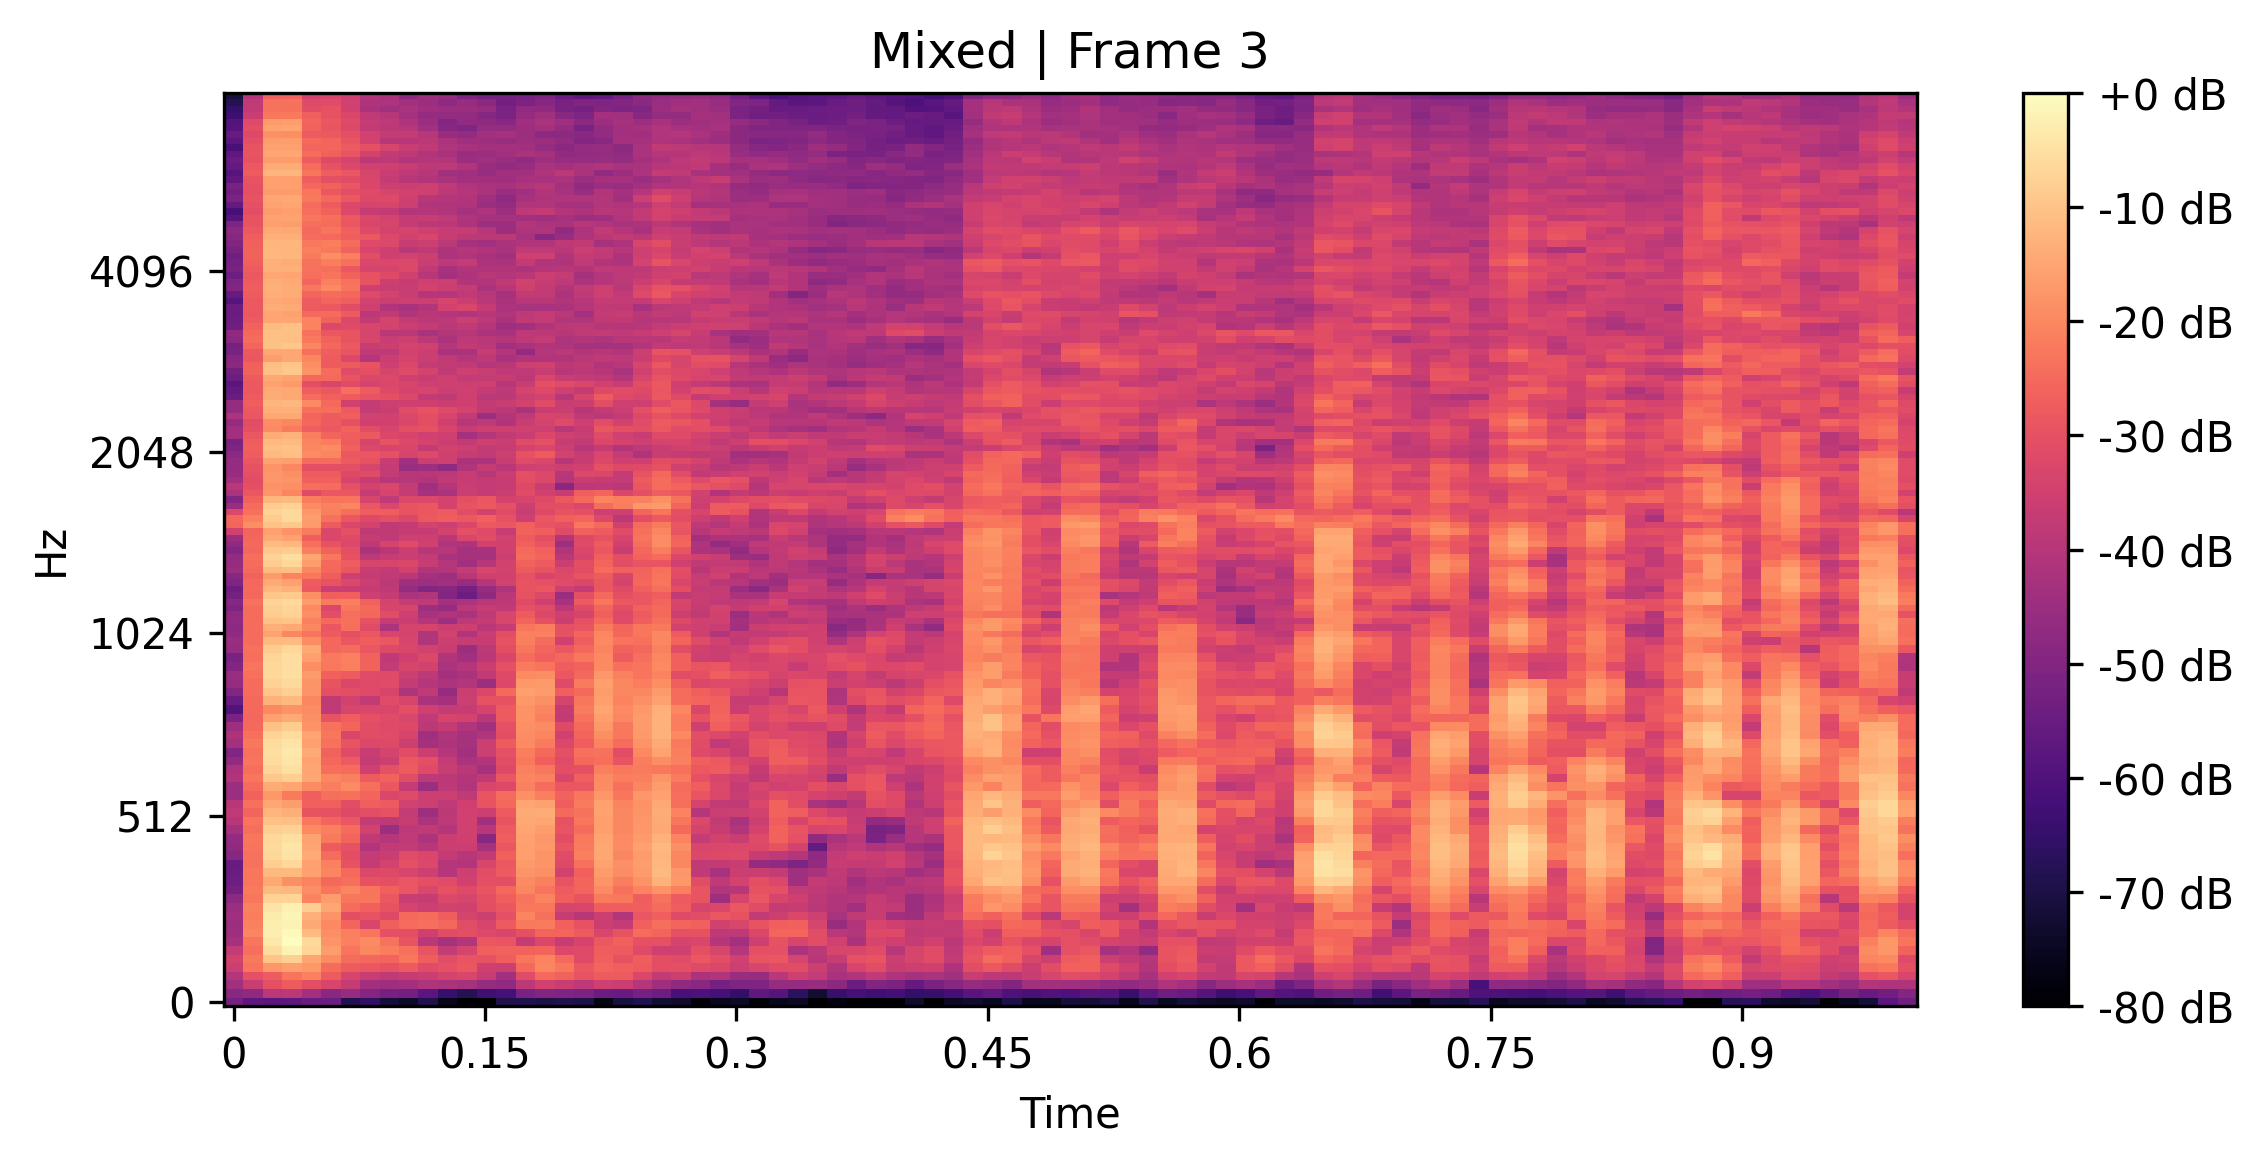 Mixed | Frame 3
Hz
4096
2048
1024
512
0
0 0.15 0.3 0.45 0.6 0.75 0.9
Time
+0 dB
-10 dB
-20 dB
-30 dB
-40 dB
-50 dB
-60 dB
-70 dB
-80 dB